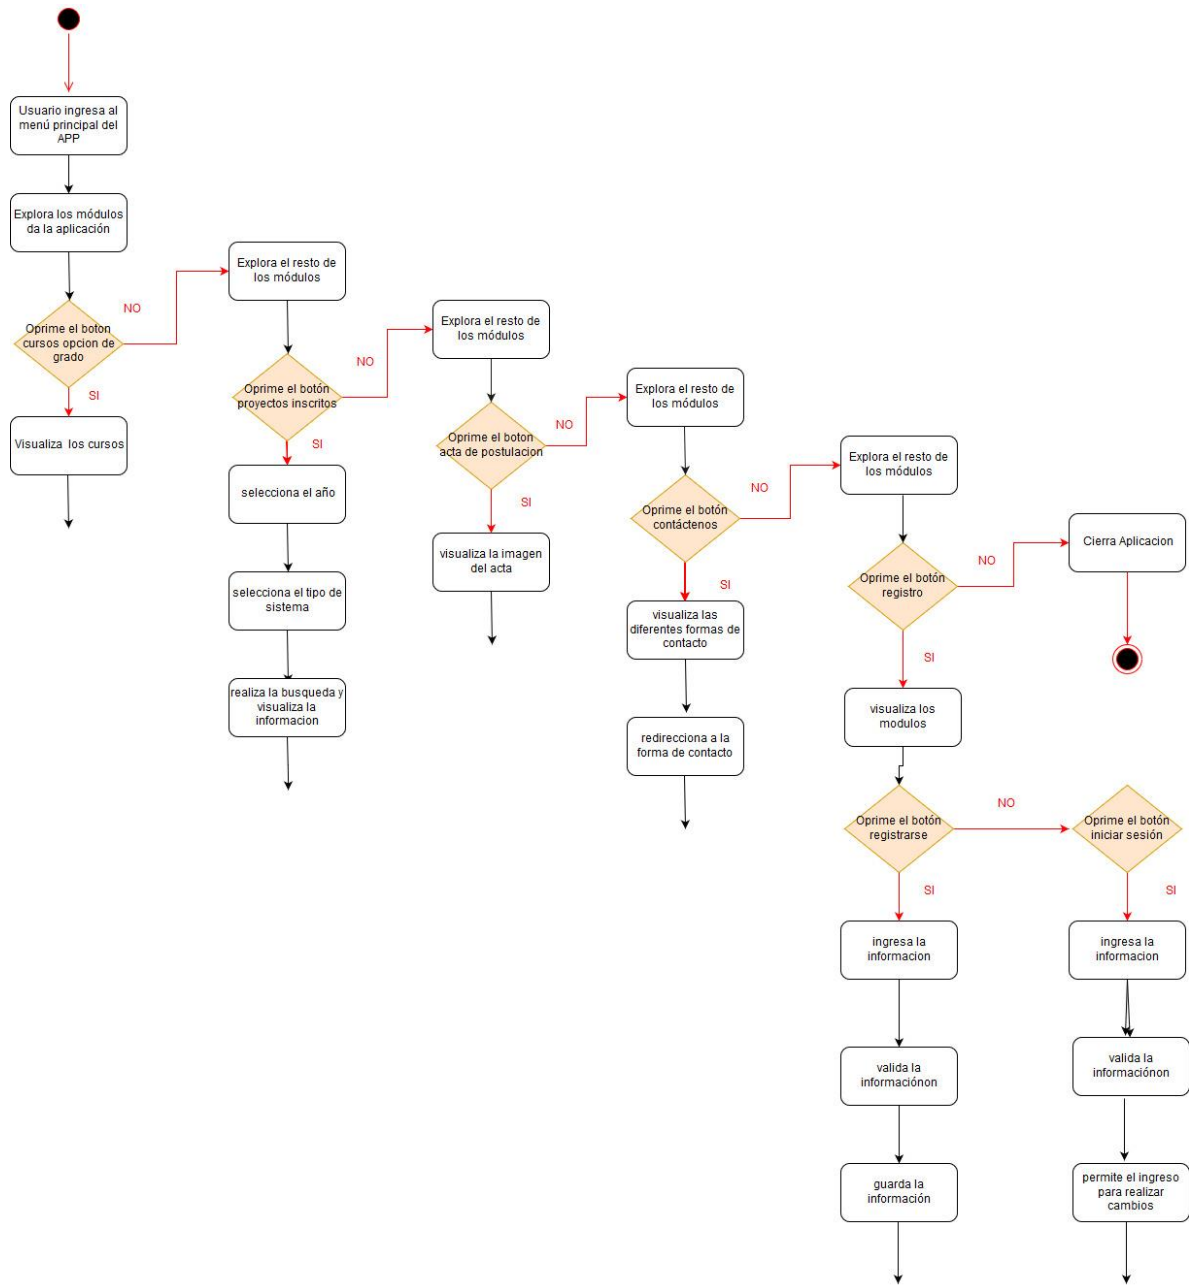 Usuario ingresa al
menú principal del
APP
Explora los módulos
da la aplicación
Oprime el boton
cursos opcion de
grado
NO
SI
Visualiza los cursos
Explora el resto de
los módulos
Oprime el botón
proyectos inscritos
NO
SI
selecciona el año
selecciona el tipo de
sistema
realiza la busqueda y
visualiza la
informacion
Explora el resto de
los módulos
Oprime el boton
acta de postulacion
NO
SI
visualiza la imagen
del acta
Explora el resto de
los módulos
Oprime el botón
contáctenos
NO
SI
visualiza las
diferentes formas de
contacto
redirecciona a la
forma de contacto
Explora el resto de
los módulos
Oprime el botón
registro
NO
SI
Cierra Aplicacion
visualiza los
modulos
Oprime el botón
registrarse
NO
SI
ingresa la
informacion
valida la
informaciónon
guarda la
información
Oprime el botón
iniciar sesión
SI
ingresa la
informacion
valida la
informaciónon
permite el ingreso
para realizar
cambios